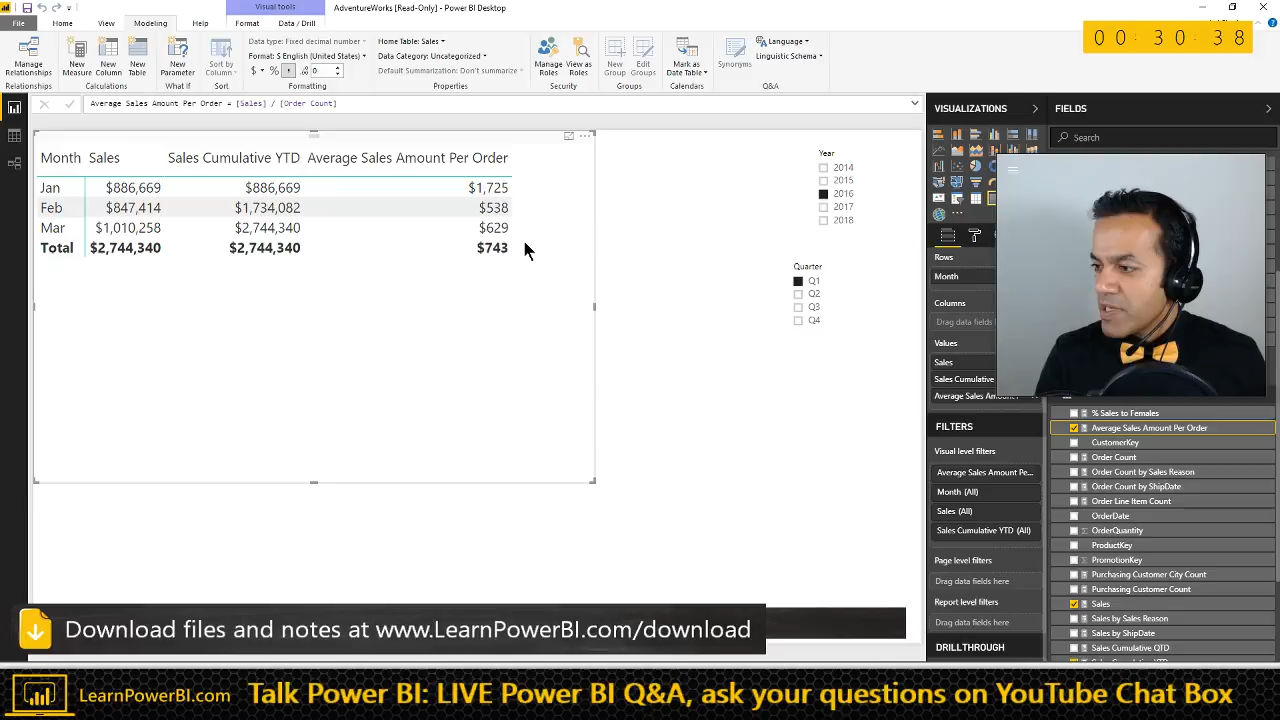 Visual tools
AdventureWorks [Read-Only] - Power BI Desktop
File Home View Modeling Help Format Data / Drill
00:30:38
Manage Relationships
Relationships
New Measure
New Column
New Table
Calculations
New Parameter
What If
Sort by Column
Sort
Data type: Fixed decimal number
Format: $ English (United States)
$ % , 0
Formatting
Home Table: Sales
Data Category: Uncategorized
Default Summarization: Don't summarize
Properties
Manage Roles
View as Roles
Security
New Group
Edit Groups
Groups
Mark as Date Table
Calendars
Synonyms
Language
Linguistic Schema
Q&A
Average Sales Amount Per Order = [Sales] / [Order Count]
Month Sales Sales Cumulative YTD Average Sales Amount Per Order
Jan $886,669 $886,669 $1,725
Feb $847,414 $1,734,082 $538
Mar $1,010,258 $2,744,340 $629
Total $2,744,340 $2,744,340 $743
Year
2014
2015
2016
2017
2018
Quarter
Q1
Q2
Q3
Q4
VISUALIZATIONS
Rows
Month
Columns
Drag data fields
Values
Sales
Sales Cumulative
Average Sales Amount
FILTERS
Visual level filters
Average Sales Amount Pe...
Month (All)
Sales (All)
Sales Cumulative YTD (All)
Page level filters
Drag data fields here
Report level filters
Drag data fields here
DRILLTHROUGH
FIELDS
Search
% Sales to Females
Average Sales Amount Per Order
CustomerKey
Order Count
Order Count by Sales Reason
Order Count by ShipDate
Order Line Item Count
OrderDate
OrderQuantity
ProductKey
PromotionKey
Purchasing Customer City Count
Purchasing Customer Count
Sales
Sales by Sales Reason
Sales by ShipDate
Sales Cumulative QTD
Download files and notes at www.LearnPowerBI.com/download
LearnPowerBI.com
Talk Power BI: LIVE Power BI Q&A, ask your questions on YouTube Chat Box